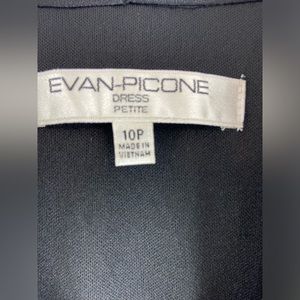 EVAN-PICONE
DRESS
PETITE
10P
MADE IN
VIETNAM